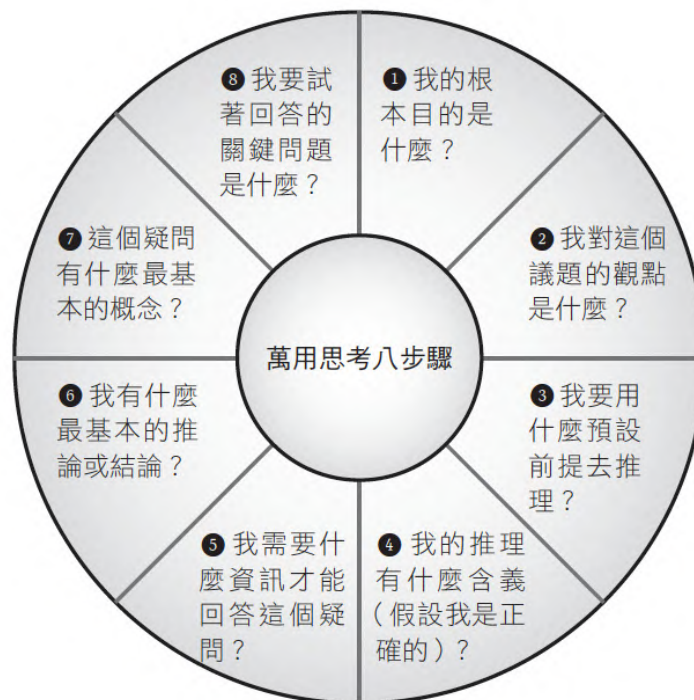 ❶ 我的根
本目的是
什麼？
❷ 我對這個
議題的觀點
是什麼？
❸ 我要用
什麼預設
前提去推
理？
❹ 我的推理
有什麼含義
（假設我是正
確的）？
❺ 我需要什
麼資訊才能
回答這個疑
問？
❻ 我有什麼
最基本的推
論或結論？
❼ 這個疑問
有什麼最基
本的概念？
❽ 我要試
著回答的
關鍵問題
是什麼？
萬用思考八步驟